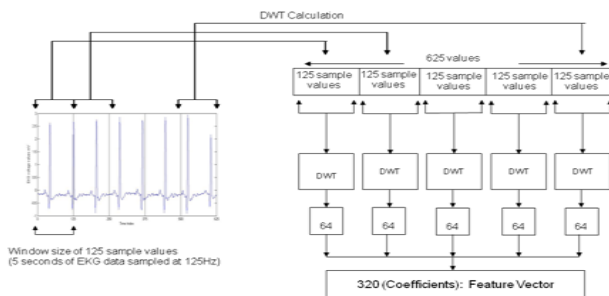 DWT Calculation
625 values
125 sample values
125 sample values
125 sample values
125 sample values
125 sample values
DWT
DWT
DWT
DWT
DWT
64
64
64
64
64
Window size of 125 sample values
(5 seconds of EKG data sampled at 125Hz)
320 (Coefficients): Feature Vector